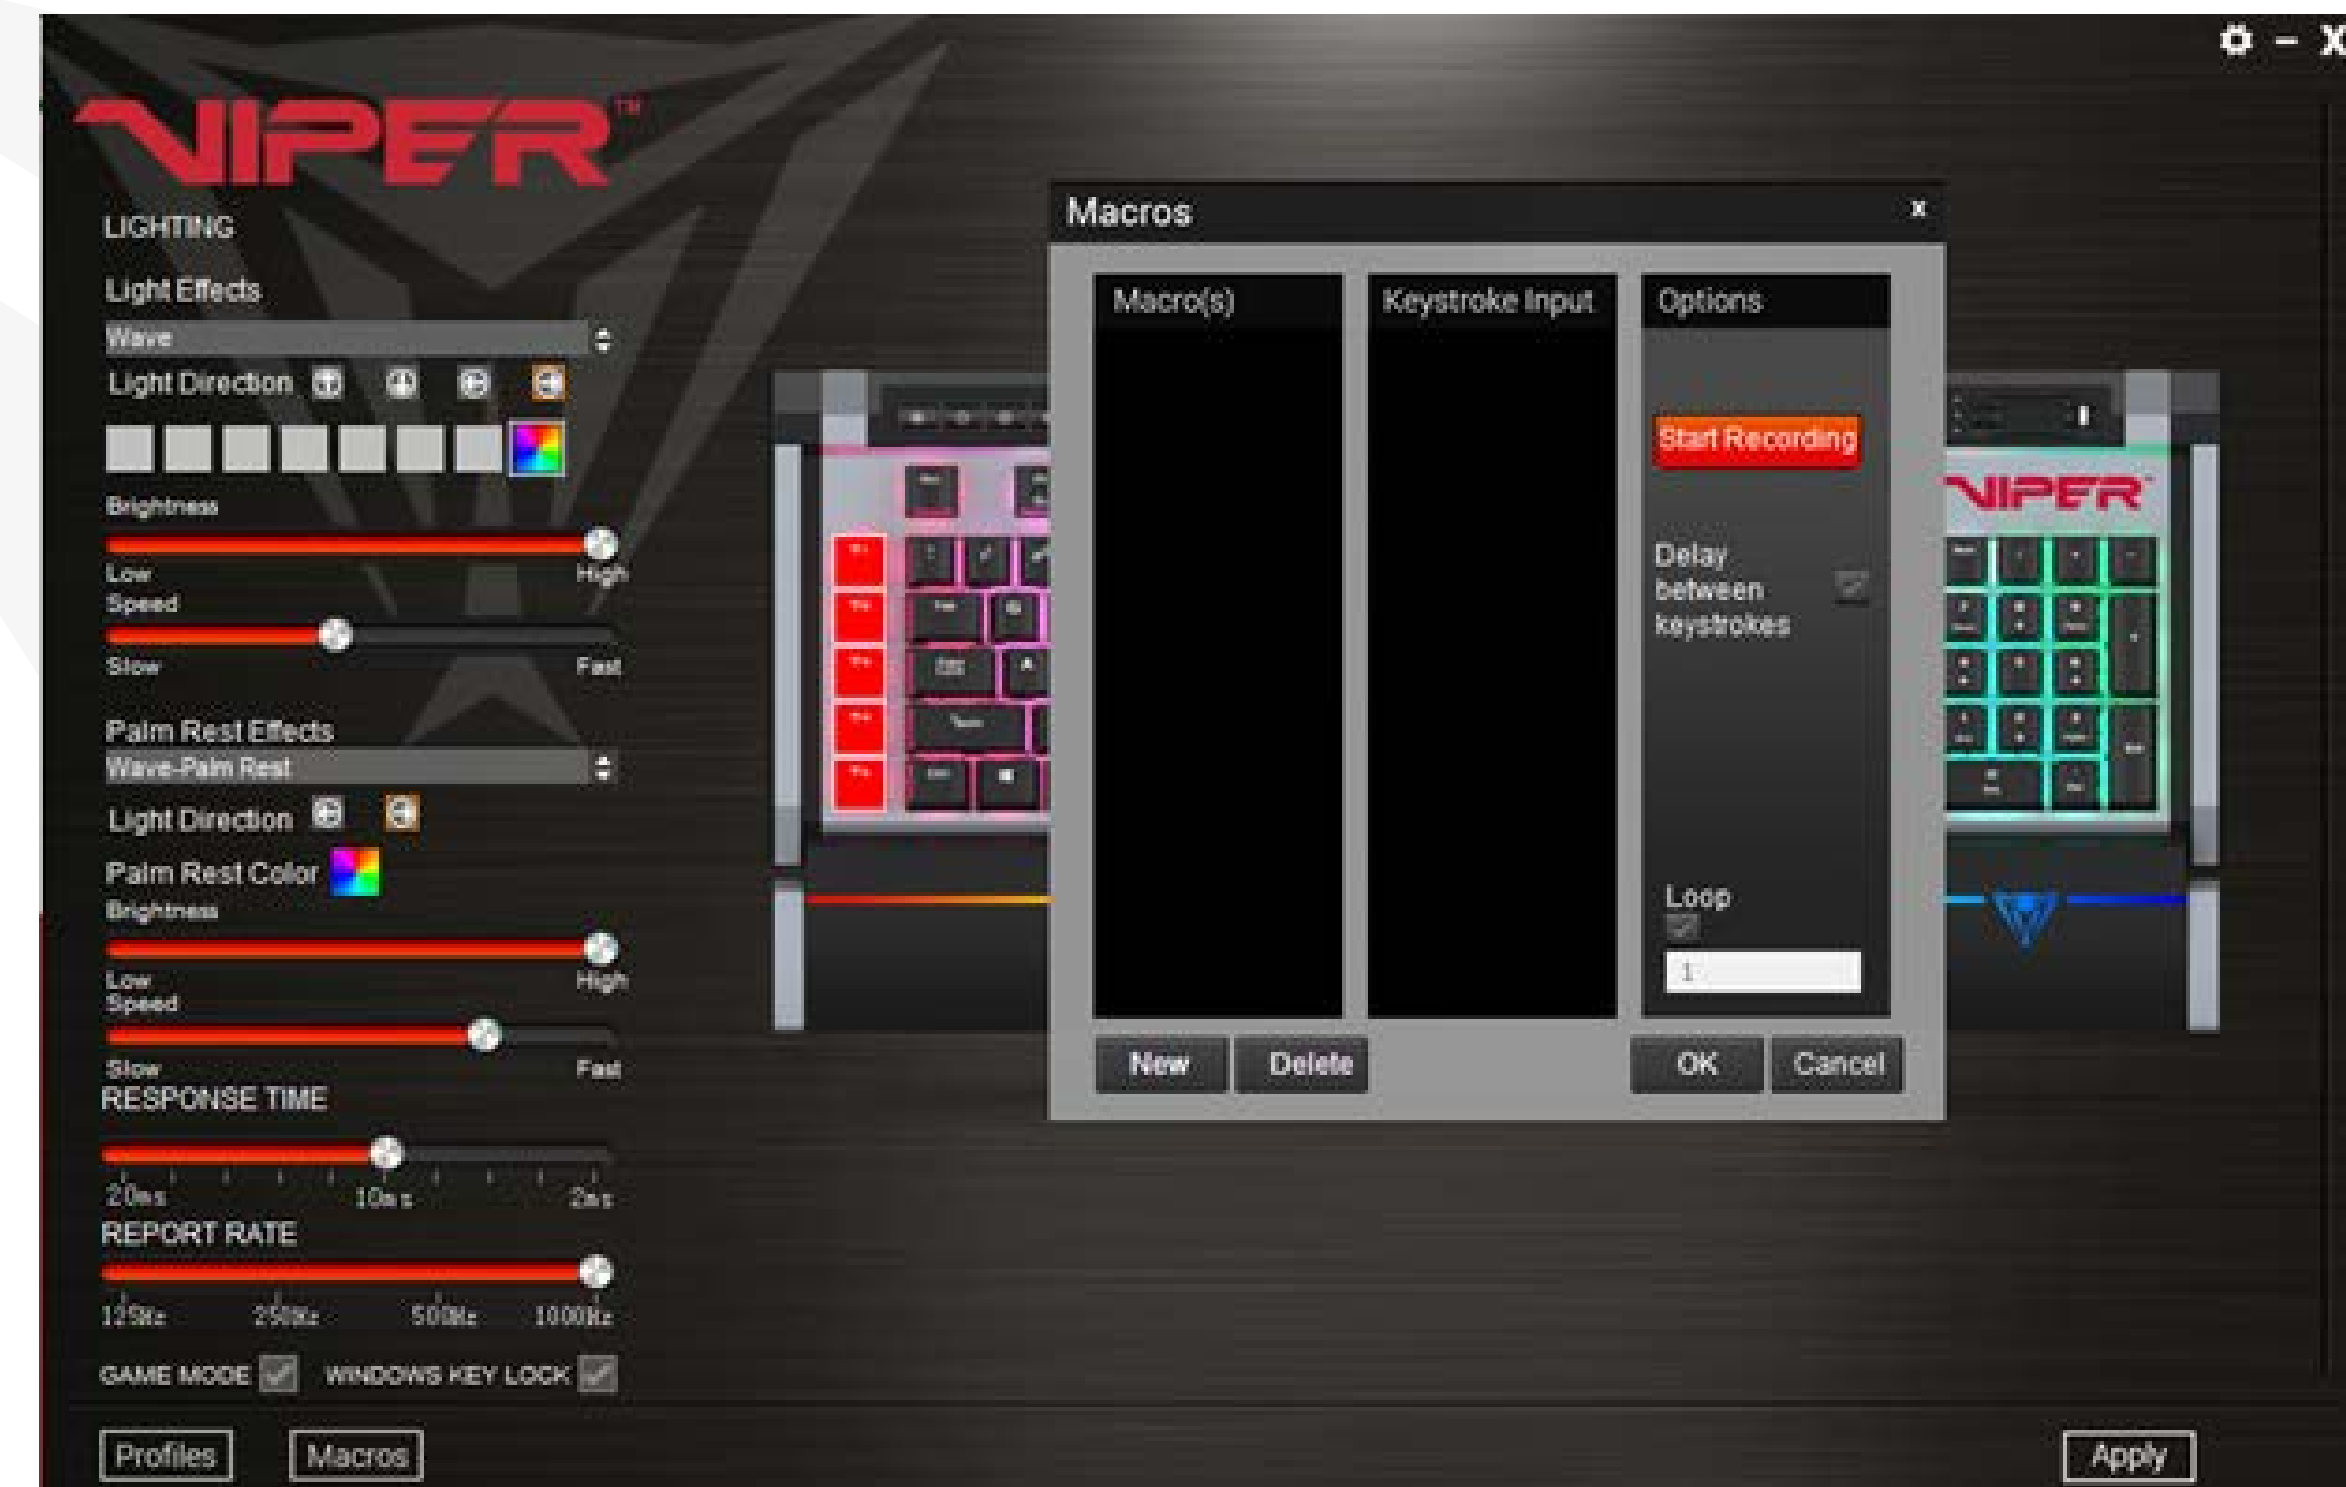 VIPER™
LIGHTING
Light Effects
Wave
Light Direction
Brightness
Low High
Speed
Slow Fast
Palm Rest Effects
Wave-Palm Rest
Light Direction
Palm Rest Color
Brightness
Low High
Speed
Slow Fast
RESPONSE TIME
20ms 10ms 2ms
REPORT RATE
125Hz 250Hz 500Hz 1000Hz
GAME MODE WINDOWS KEY LOCK
Profiles Macros
Macros x
Macro(s) Keystroke Input Options
Start Recording
Delay
between
keystrokes
Loop
1
New Delete OK Cancel
VIPER
Apply